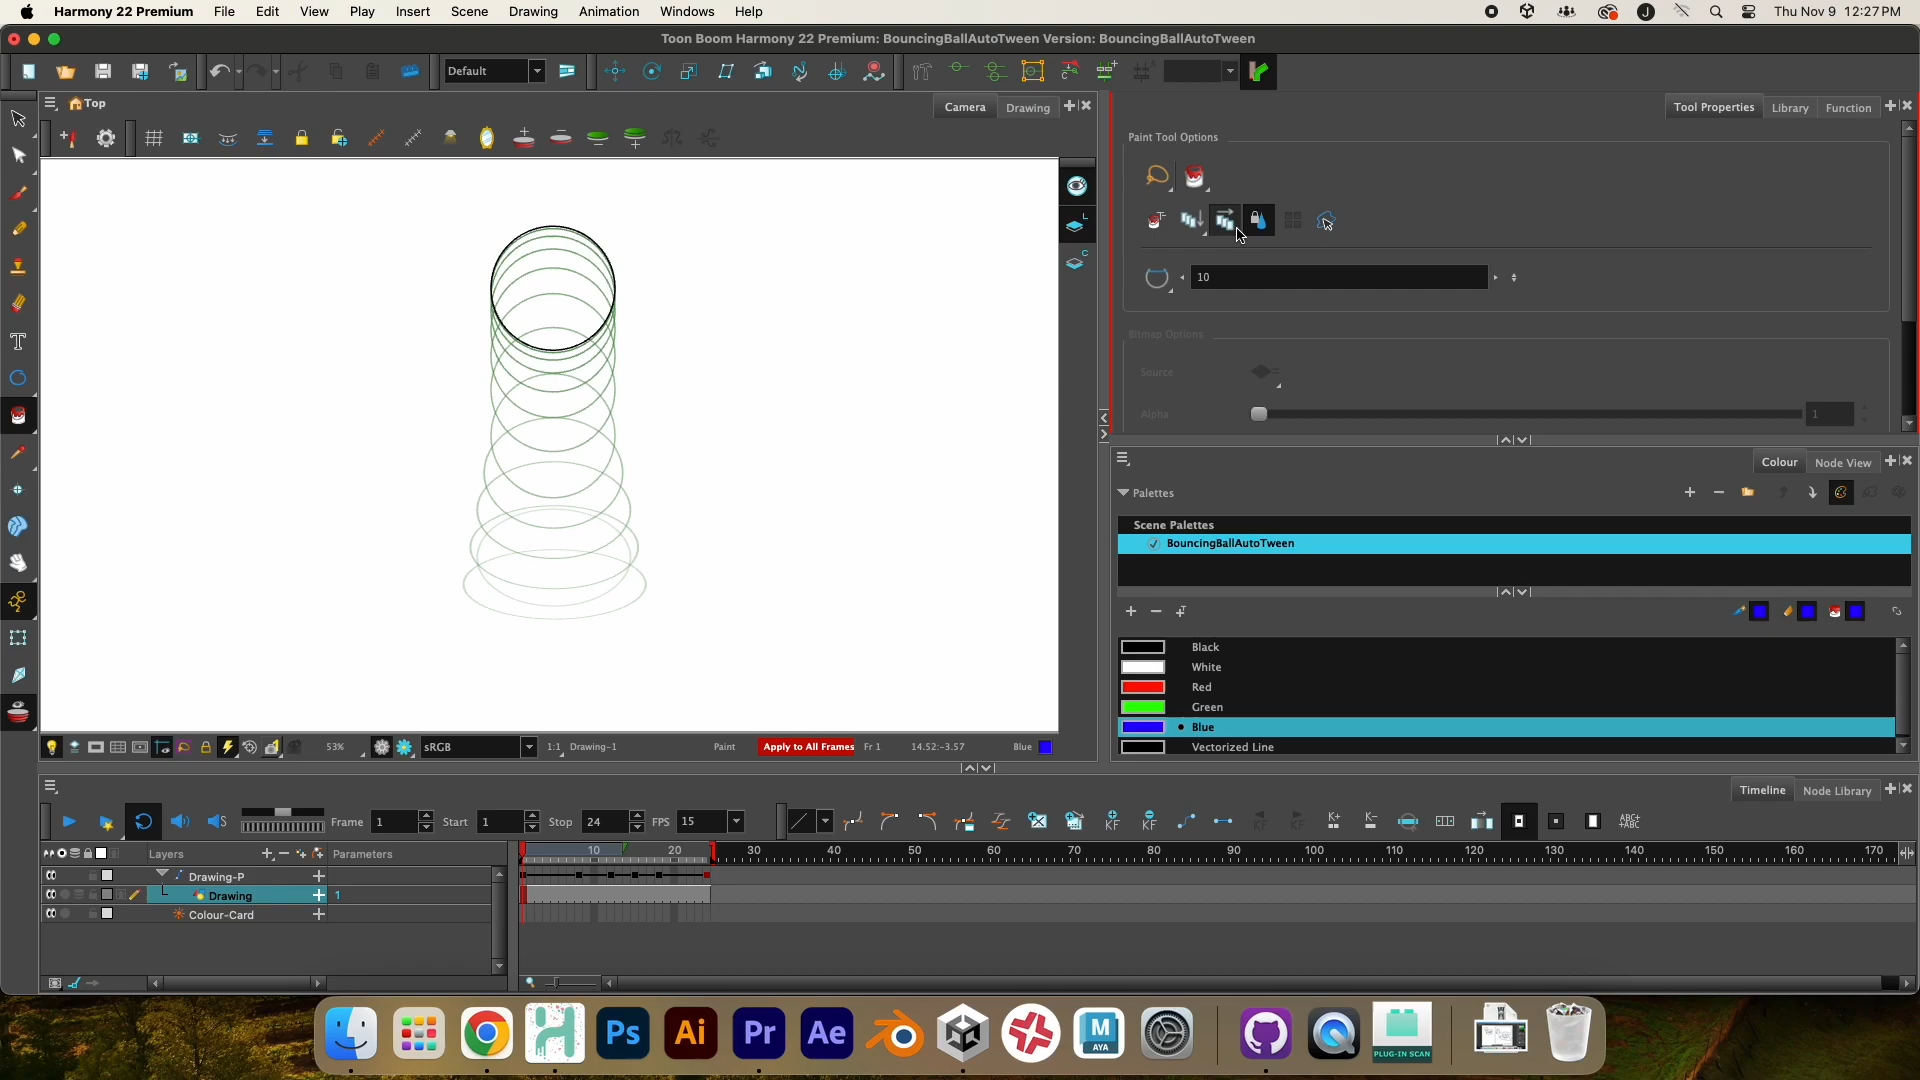 Harmony 22 Premium File Edit View Play Insert Scene Drawing Animation Windows Help Thu Nov 9 12:27 PM
Toon Boom Harmony 22 Premium: BouncingBallAutoTween Version: BouncingBallAutoTween
Default
Top Camera Drawing Tool Properties Library Function
Paint Tool Options
10
Bitmap Options
Source
Alpha 1
Colour Node View
Palettes
Scene Palettes
BouncingBallAutoTween
Black
White
Red
Green
Blue
Vectorized Line
53% sRGB 1:1 Drawing-1 Paint Apply to All Frames Fr 1 14.52:-3.57 Blue
Timeline Node Library
Frame 1 Start 1 Stop 24 FPS 15
Layers Parameters
10 20 30 40 50 60 70 80 90 100 110 120 130 140 150 160 170
Drawing-P
Drawing 1
Colour-Card
Ps Ai Pr Ae M AYA PLUG-IN SCAN